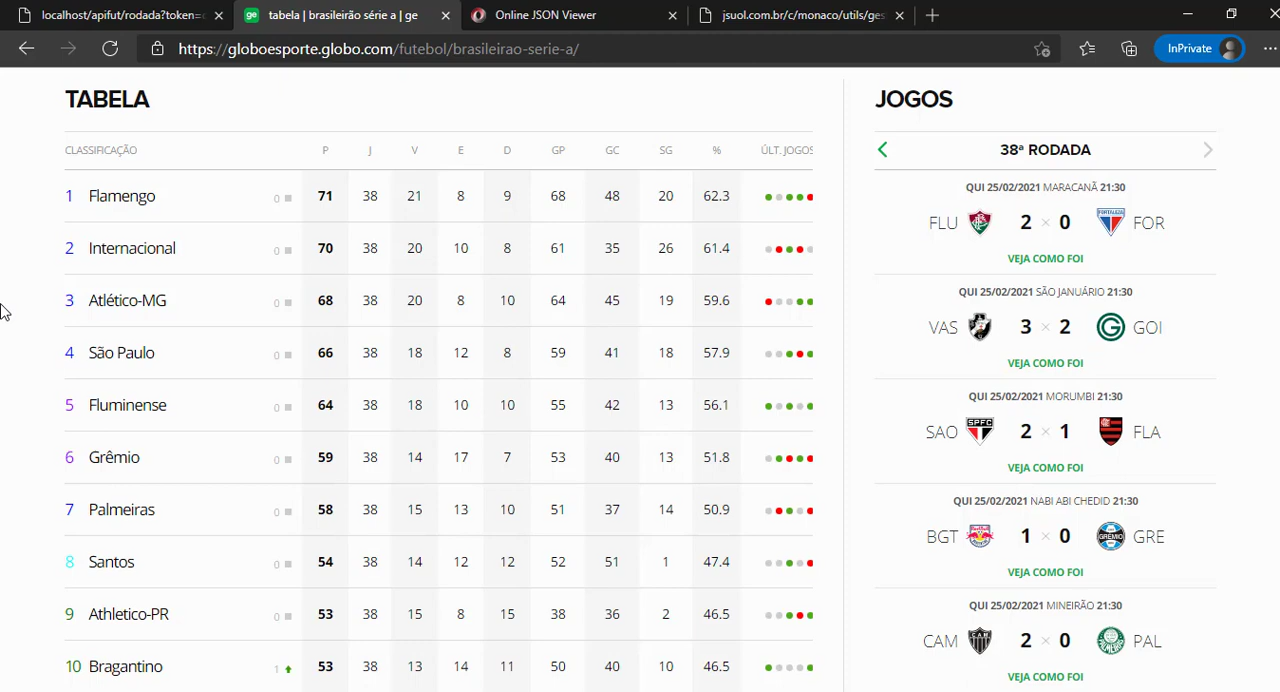 localhost/apifut/rodada?token=
tabela | brasileirão série a | ge
Online JSON Viewer
jsuol.com.br/c/monaco/utils/ges
https://globoesporte.globo.com/futebol/brasileirao-serie-a/
InPrivate
TABELA
CLASSIFICAÇÃO P J V E D GP GC SG % ÚLT. JOGOS
1 Flamengo 0 71 38 21 8 9 68 48 20 62.3
2 Internacional 0 70 38 20 10 8 61 35 26 61.4
3 Atlético-MG 0 68 38 20 8 10 64 45 19 59.6
4 São Paulo 0 66 38 18 12 8 59 41 18 57.9
5 Fluminense 0 64 38 18 10 10 55 42 13 56.1
6 Grêmio 0 59 38 14 17 7 53 40 13 51.8
7 Palmeiras 0 58 38 15 13 10 51 37 14 50.9
8 Santos 0 54 38 14 12 12 52 51 1 47.4
9 Athletico-PR 0 53 38 15 8 15 38 36 2 46.5
10 Bragantino 1 53 38 13 14 11 50 40 10 46.5
JOGOS
38ª RODADA
QUI 25/02/2021 MARACANÃ 21:30
FLU 2 × 0 FORTALEZA FOR
VEJA COMO FOI
QUI 25/02/2021 SÃO JANUÁRIO 21:30
VAS 3 × 2 GOI
VEJA COMO FOI
QUI 25/02/2021 MORUMBI 21:30
SAO SPFC 2 × 1 FLA
VEJA COMO FOI
QUI 25/02/2021 NABI ABI CHEDID 21:30
BGT 1 × 0 GRÊMIO GRE
VEJA COMO FOI
QUI 25/02/2021 MINEIRÃO 21:30
CAM CAM 2 × 0 PAL
VEJA COMO FOI